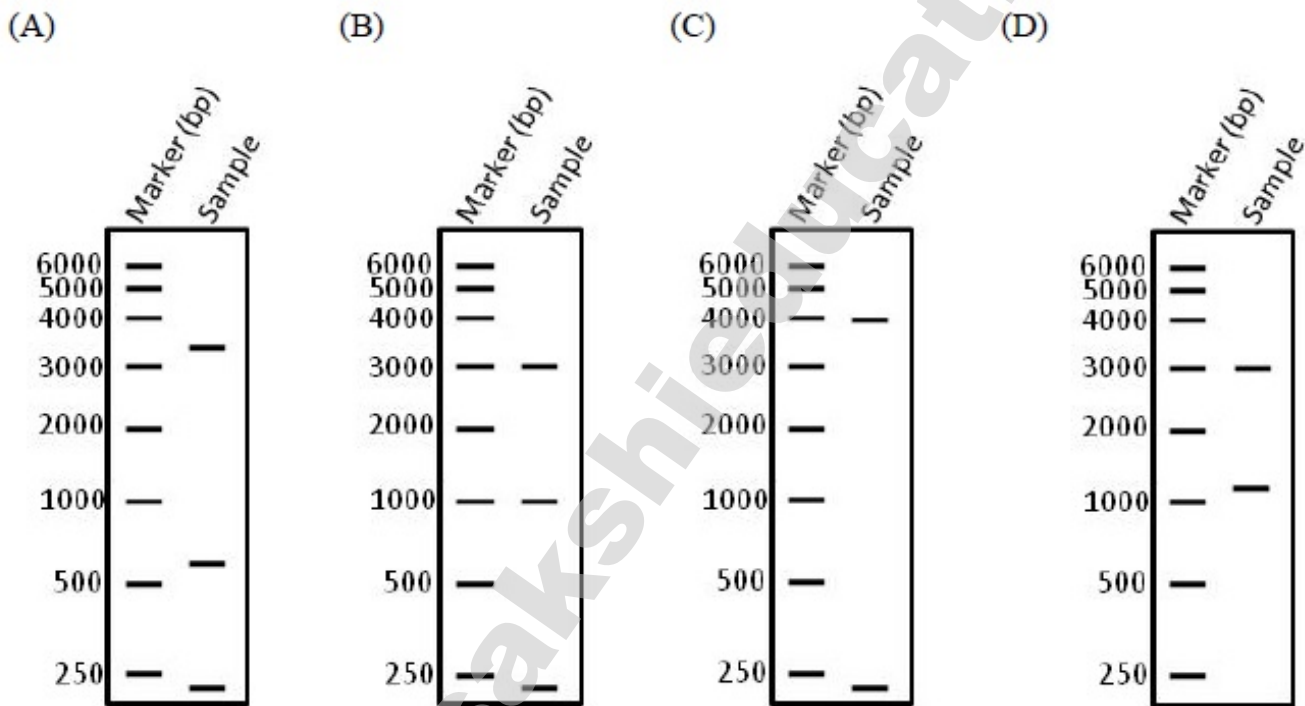 (A) (B) (C) (D)
Marker (bp) Sample Marker (bp) Sample Marker (bp) Sample Marker (bp) Sample
6000 6000 6000 6000
5000 5000 5000 5000
4000 4000 4000 4000
3000 3000 3000 3000
2000 2000 2000 2000
1000 1000 1000 1000
500 500 500 500
250 250 250 250
akshieducat